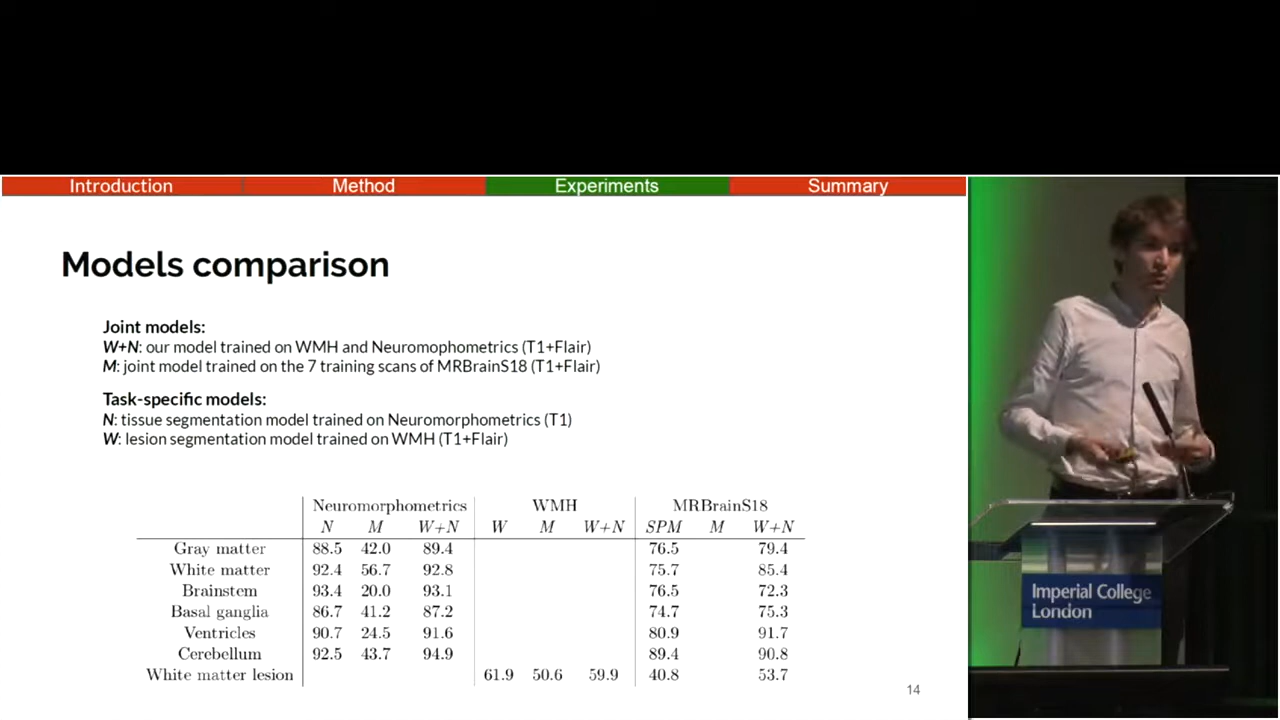 Introduction Method Experiments Summary
Models comparison
Joint models:
W+N: our model trained on WMH and Neuromophometrics (T1+Flair)
M: joint model trained on the 7 training scans of MRBrainS18 (T1+Flair)
Task-specific models:
N: tissue segmentation model trained on Neuromorphometrics (T1)
W: lesion segmentation model trained on WMH (T1+Flair)
Neuromorphometrics WMH MRBrainS18
N M W+N W M W+N SPM M W+N
Gray matter 88.5 42.0 89.4 76.5 79.4
White matter 92.4 56.7 92.8 75.7 85.4
Brainstem 93.4 20.0 93.1 76.5 72.3
Basal ganglia 86.7 41.2 87.2 74.7 75.3
Ventricles 90.7 24.5 91.6 80.9 91.7
Cerebellum 92.5 43.7 94.9 89.4 90.8
White matter lesion 61.9 50.6 59.9 40.8 53.7
14
Imperial College
London